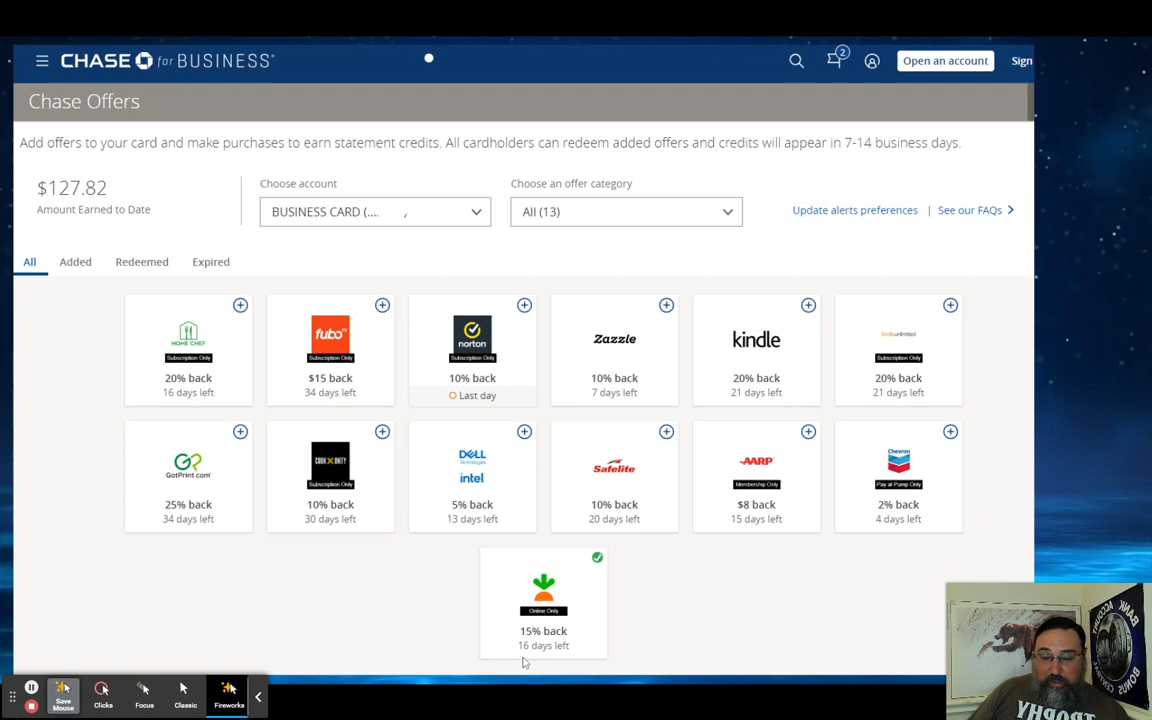 CHASE for BUSINESS®
2
Open an account
Sign
Chase Offers
Add offers to your card and make purchases to earn statement credits. All cardholders can redeem added offers and credits will appear in 7-14 business days.
$127.82
Amount Earned to Date
Choose account
BUSINESS CARD (....
Choose an offer category
All (13)
Update alerts preferences | See our FAQs
All Added Redeemed Expired
HOME CHEF
Subscription Only
20% back
16 days left
fubo TV
Subscription Only
$15 back
34 days left
norton
Subscription Only
10% back
Last day
Zazzle
10% back
7 days left
kindle
20% back
21 days left
kindleunlimited
Subscription Only
20% back
21 days left
GotPrint.com
25% back
34 days left
COOKUNITY
Subscription Only
10% back
30 days left
DELL
Technologies
intel
5% back
13 days left
Safelite
10% back
20 days left
AARP
Membership Only
$8 back
15 days left
Chevron
Pay at Pump Only
2% back
4 days left
Online Only
15% back
16 days left
Save Mouse
Clicks
Focus
Classic
Fireworks
BANK ACCOUNT
TROPHY